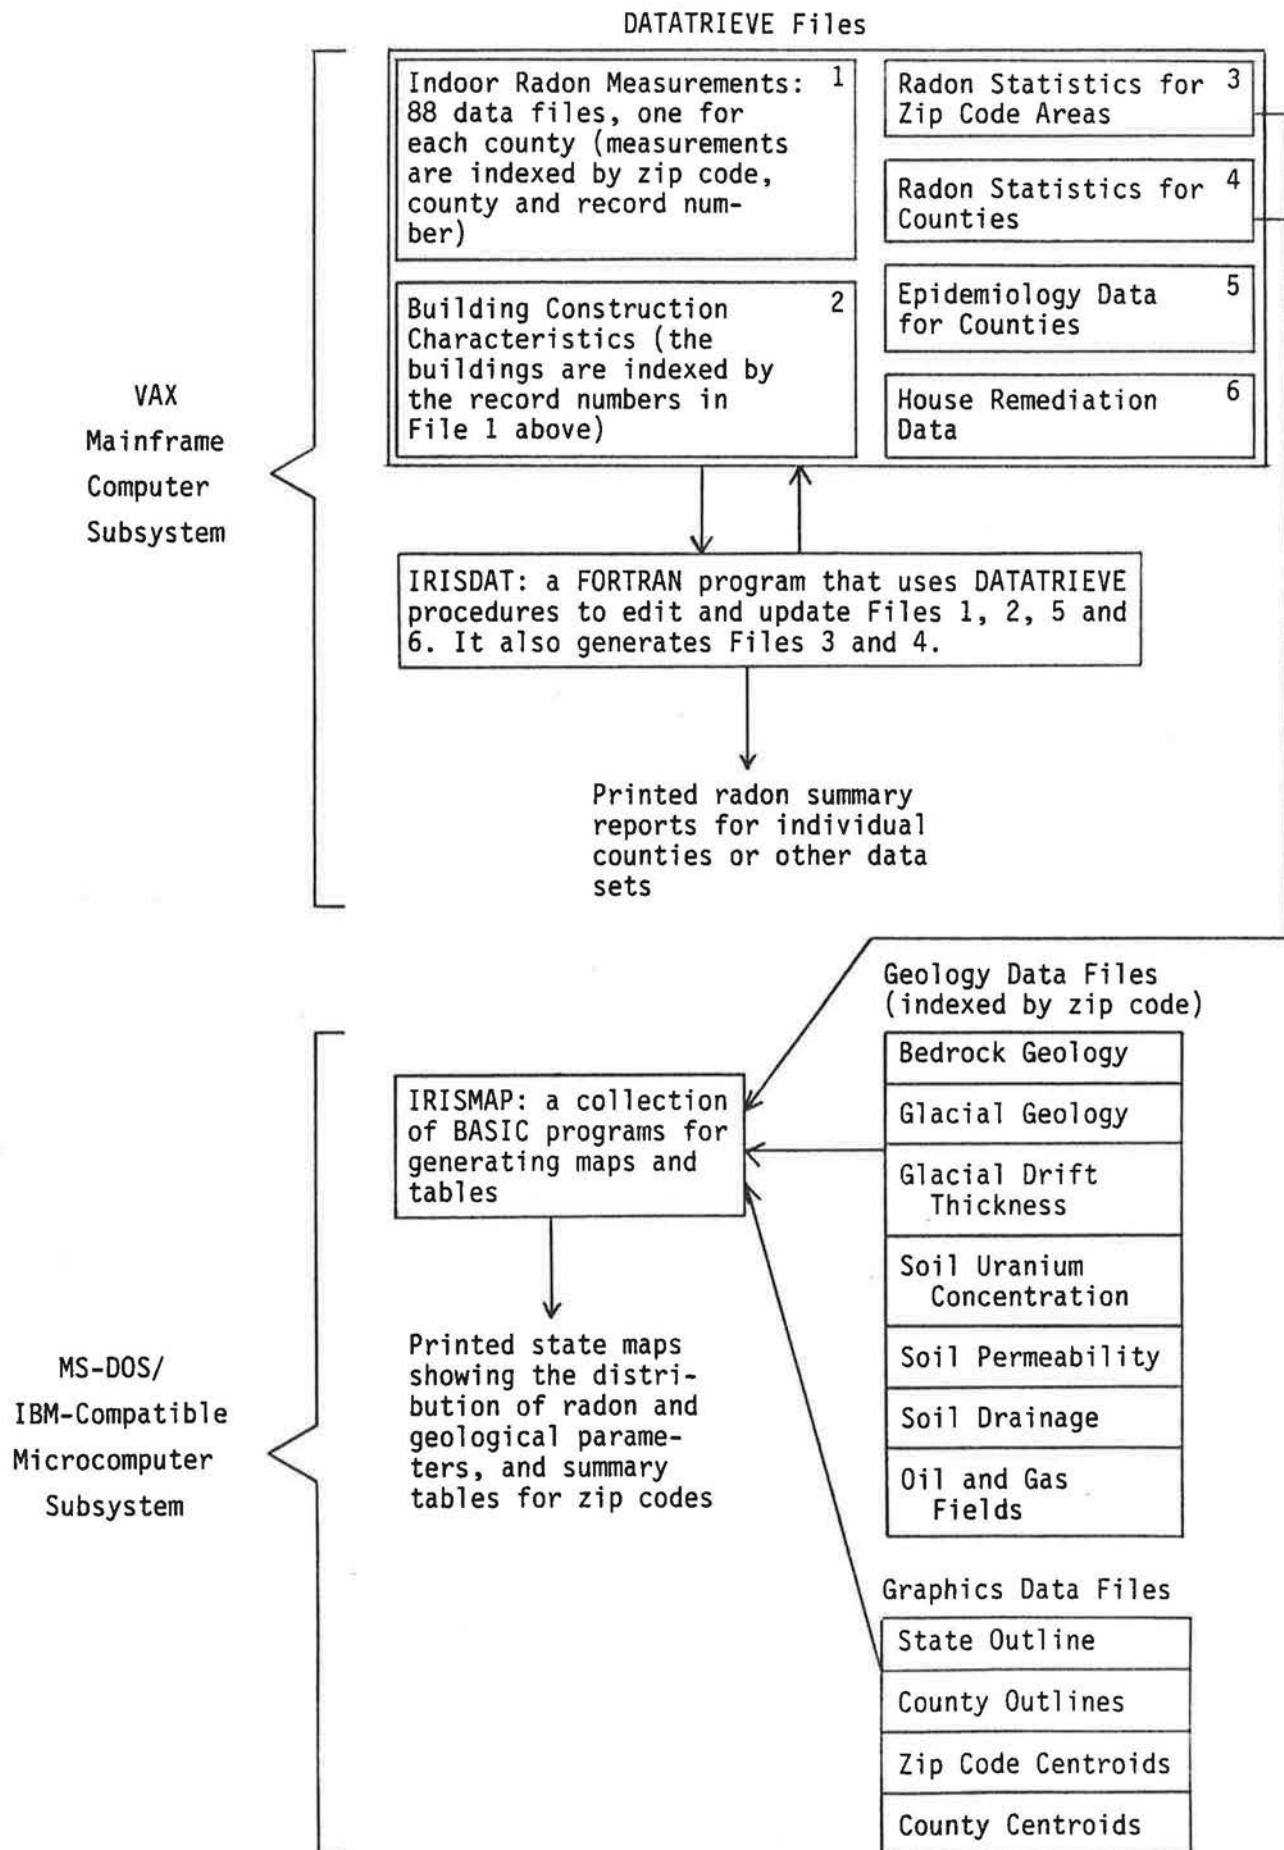 DATATRIEVE Files
Indoor Radon Measurements: 1
88 data files, one for
each county (measurements
are indexed by zip code,
county and record num-
ber)
Building Construction 2
Characteristics (the
buildings are indexed by
the record numbers in
File 1 above)
Radon Statistics for 3
Zip Code Areas
Radon Statistics for 4
Counties
Epidemiology Data 5
for Counties
House Remediation 6
Data
VAX
Mainframe
Computer
Subsystem
IRISDAT: a FORTRAN program that uses DATATRIEVE
procedures to edit and update Files 1, 2, 5 and
6. It also generates Files 3 and 4.
Printed radon summary
reports for individual
counties or other data
sets
Geology Data Files
(indexed by zip code)
Bedrock Geology
Glacial Geology
Glacial Drift
Thickness
Soil Uranium
Concentration
Soil Permeability
Soil Drainage
Oil and Gas
Fields
IRISMAP: a collection
of BASIC programs for
generating maps and
tables
Printed state maps
showing the distri-
bution of radon and
geological parame-
ters, and summary
tables for zip codes
MS-DOS/
IBM-Compatible
Microcomputer
Subsystem
Graphics Data Files
State Outline
County Outlines
Zip Code Centroids
County Centroids